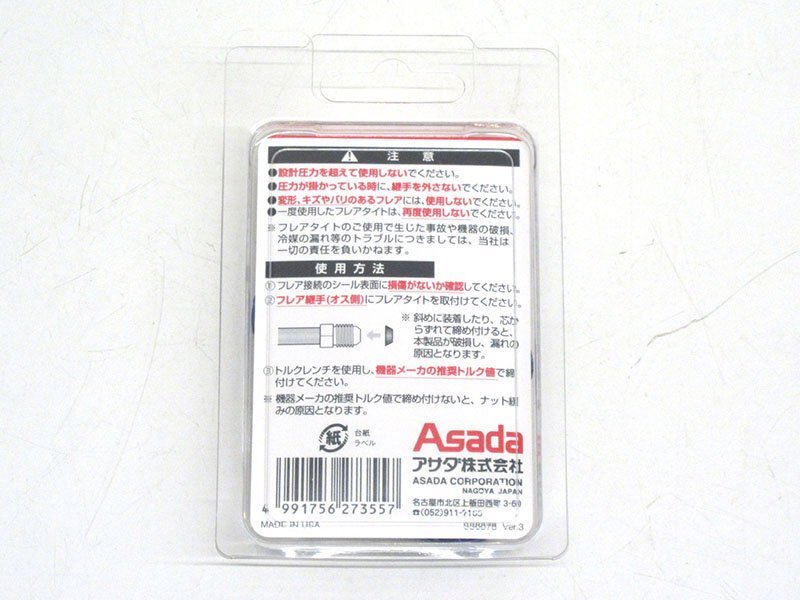 注 意
●設計圧力を超えて使用しないでください。
●圧力が掛かっている時に、継手を外さないでください。
●変形、キズやバリのあるフレアには、使用しないでください。
●一度使用したフレアタイトは、再度使用しないでください。
※フレアタイトのご使用で生じた事故や機器の破損、
冷媒の漏れ等のトラブルにつきましては、当社は
一切の責任を負いかねます。
使用方法
①フレア接続のシール表面に損傷がないか確認してください。
②フレア継手(オス側)にフレアタイトを取付けてください。
※斜めに装着したり、芯か
らずれて締め付けると、
本製品が破損し、漏れの
原因となります。
③トルクレンチを使用し、機器メーカの推奨トルク値で締
付けてください。
※機器メーカの推奨トルク値で締め付けないと、ナット緩
みの原因となります。
紙
台紙
ラベル
Asada
アサダ株式会社
ASADA CORPORATION
NAGOYA JAPAN
名古屋市北区上飯田西町3-60
☎(052)911-
4 991756 273557
MADE IN USA
Ver.3